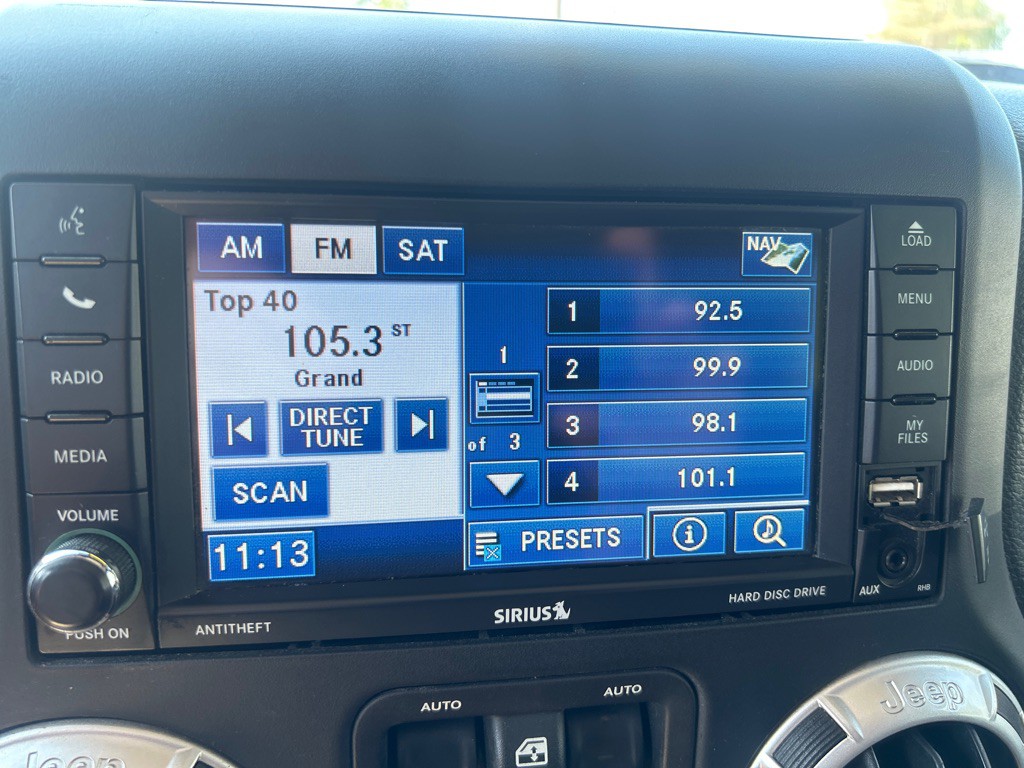 AM
FM
SAT
NAV
Top 40
105.3 ST
Grand
DIRECT
TUNE
SCAN
11:13
1
of 3
1 92.5
2 99.9
3 98.1
4 101.1
PRESETS
RADIO
MEDIA
VOLUME
PUSH ON
LOAD
MENU
AUDIO
MY
FILES
AUX
RHB
ANTITHEFT
SIRIUS
HARD DISC DRIVE
AUTO
AUTO
Jeep
Jeep